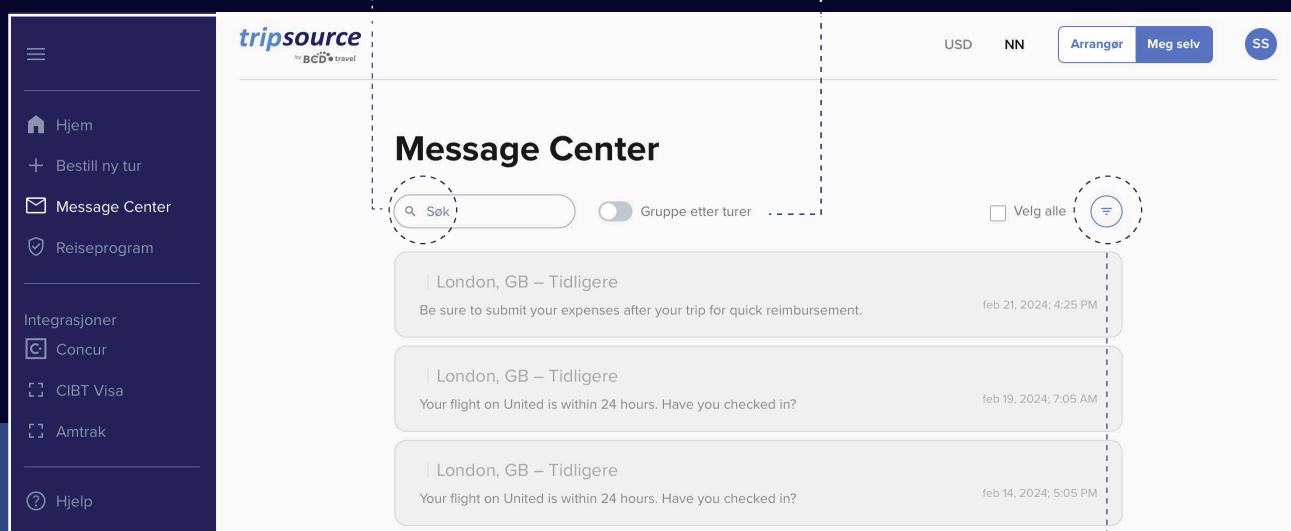 tripsource
by BCD travel
USD
NN
Arrangør
Meg selv
SS
Hjem
Bestill ny tur
Message Center
Reiseprogram
Integrasjoner
Concur
CIBT Visa
Amtrak
Hjelp
Message Center
Søk
Gruppe etter turer
Velg alle
London, GB – Tidligere
Be sure to submit your expenses after your trip for quick reimbursement.
feb 21, 2024; 4:25 PM
London, GB – Tidligere
Your flight on United is within 24 hours. Have you checked in?
feb 19, 2024; 7:05 AM
London, GB – Tidligere
Your flight on United is within 24 hours. Have you checked in?
feb 14, 2024; 5:05 PM